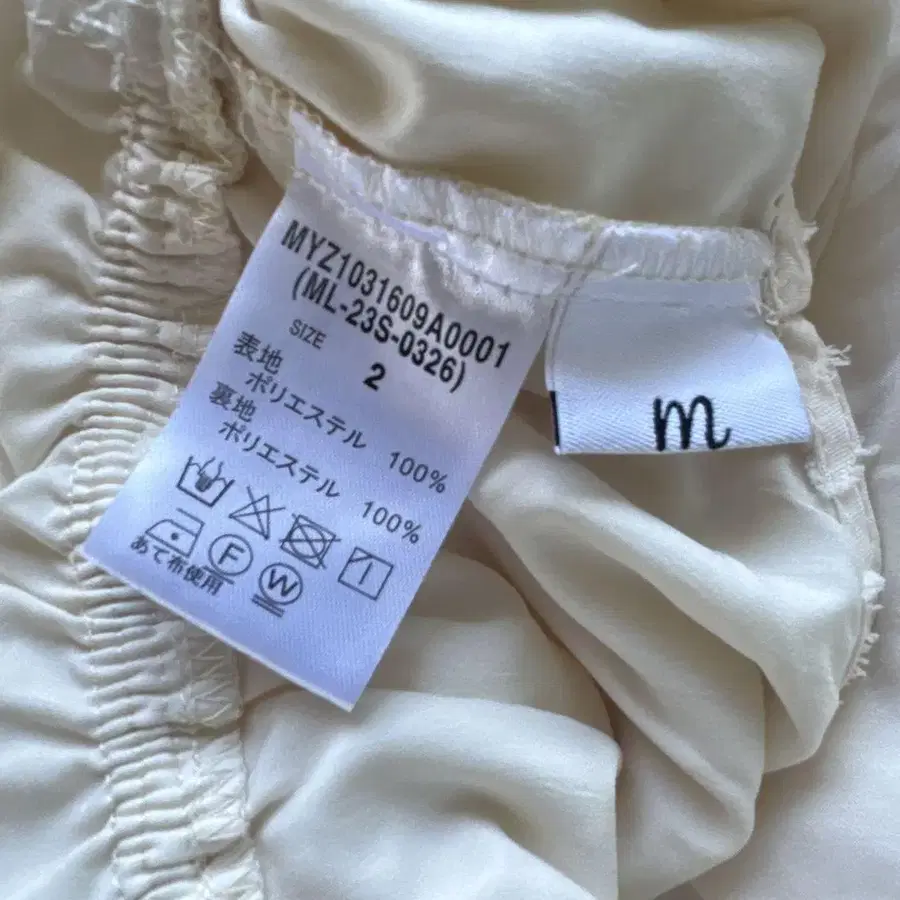 MYZ1031609A0001
(ML-23S-0326)
SIZE
2
表地
ポリエステル 100%
裏地
ポリエステル 100%
F
W
あて布使用
m